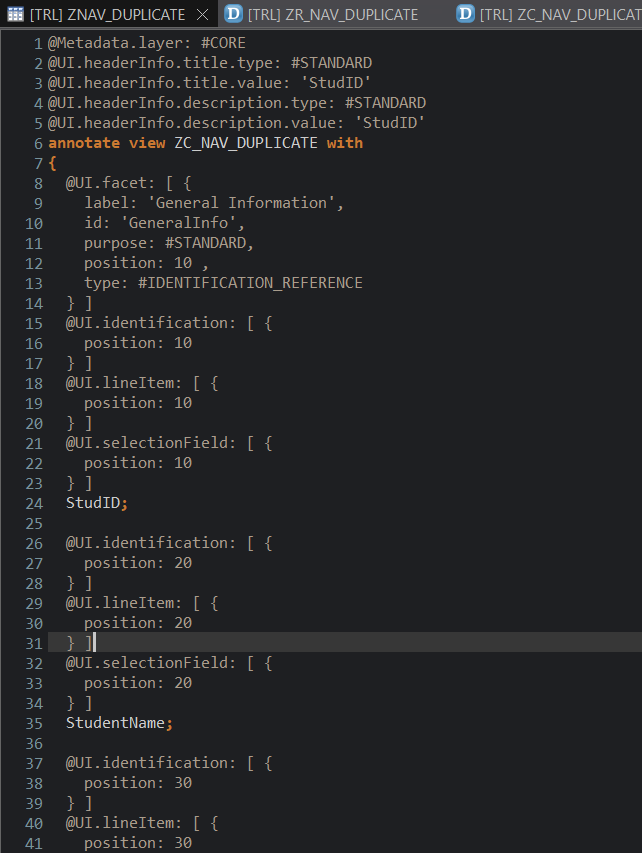 [TRL] ZNAV_DUPLICATE [TRL] ZR_NAV_DUPLICATE [TRL] ZC_NAV_DUPLICAT
1 @Metadata.layer: #CORE
2 @UI.headerInfo.title.type: #STANDARD
3 @UI.headerInfo.title.value: 'StudID'
4 @UI.headerInfo.description.type: #STANDARD
5 @UI.headerInfo.description.value: 'StudID'
6 annotate view ZC_NAV_DUPLICATE with
7 {
8 @UI.facet: [ {
9 label: 'General Information',
10 id: 'GeneralInfo',
11 purpose: #STANDARD,
12 position: 10 ,
13 type: #IDENTIFICATION_REFERENCE
14 } ]
15 @UI.identification: [ {
16 position: 10
17 } ]
18 @UI.lineItem: [ {
19 position: 10
20 } ]
21 @UI.selectionField: [ {
22 position: 10
23 } ]
24 StudID;
25
26 @UI.identification: [ {
27 position: 20
28 } ]
29 @UI.lineItem: [ {
30 position: 20
31 } ]
32 @UI.selectionField: [ {
33 position: 20
34 } ]
35 StudentName;
36
37 @UI.identification: [ {
38 position: 30
39 } ]
40 @UI.lineItem: [ {
41 position: 30